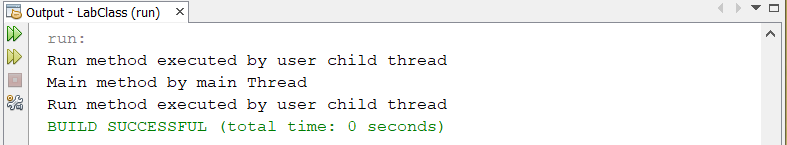 Output - LabClass (run)
run:
Run method executed by user child thread
Main method by main Thread
Run method executed by user child thread
BUILD SUCCESSFUL (total time: 0 seconds)